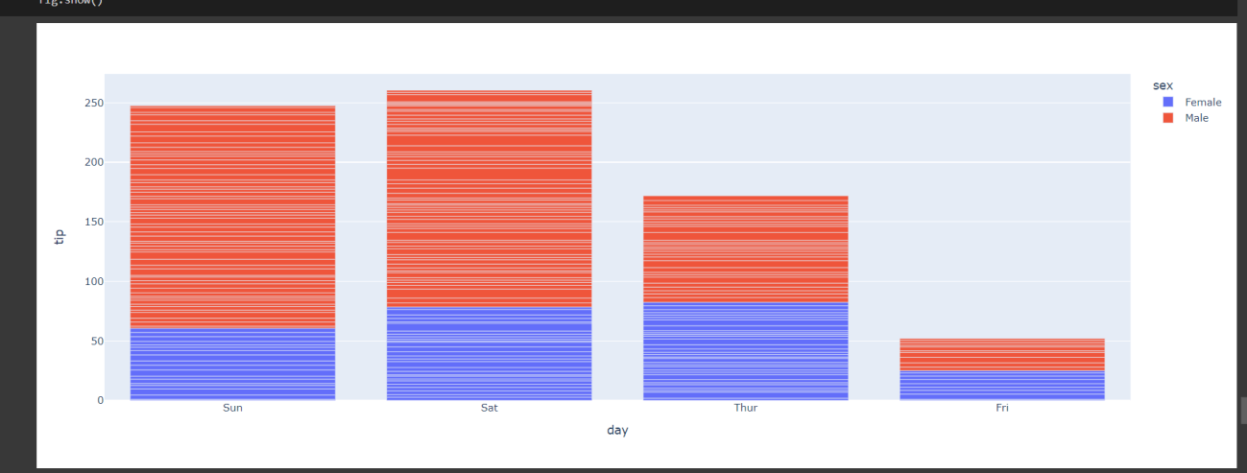 fig.show()
sex
Female
Male
250
200
150
100
50
0
tip
Sun
Sat
Thur
Fri
day